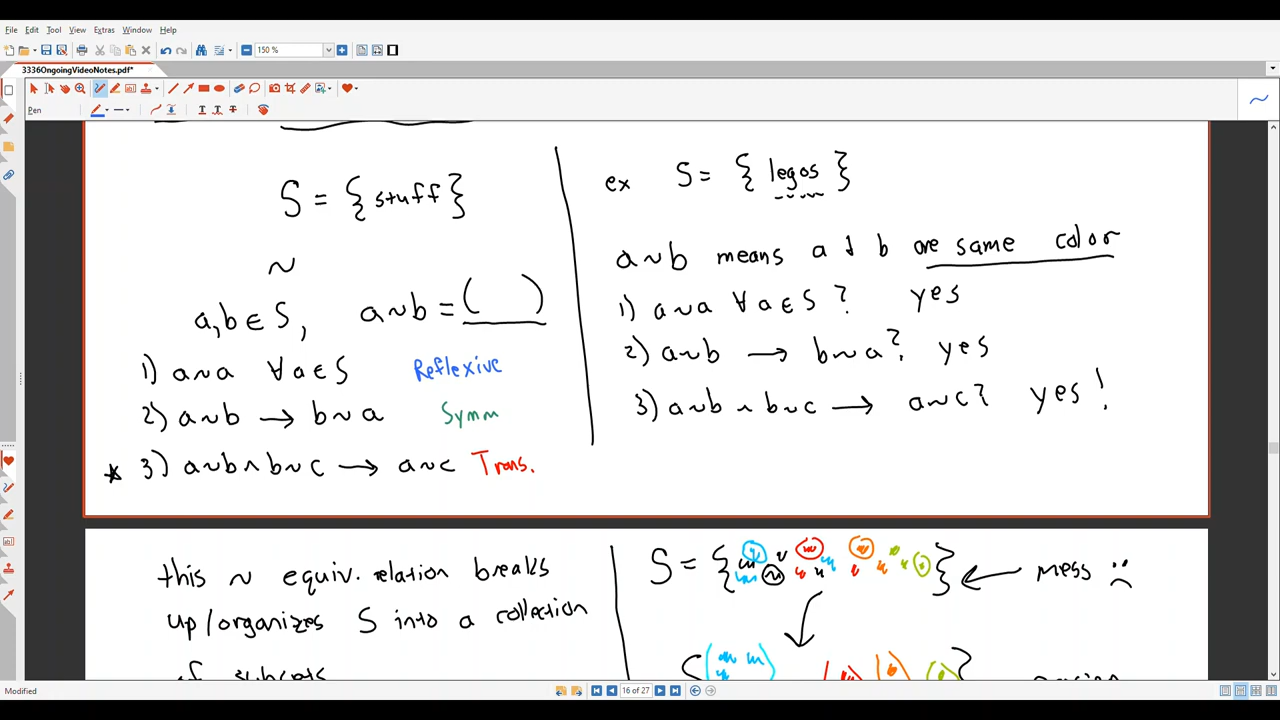 File Edit Tool View Extras Window Help
150 %
3336OngoingVideoNotes.pdf*
Pen
S = {stuff}
~
a,b ∈ S, a~b = ( )
1) a~a ∀a∈S Reflexive
2) a~b → b~a Symm
★ 3) a~b ∧ b~c → a~c Trans.
ex S = {legos}
a~b means a & b are same color
1) a~a ∀a∈S? yes
2) a~b → b~a? yes
3) a~b ∧ b~c → a~c? yes!
this ~ equiv. relation breaks
up/organizes S into a collection
of subsets
S = { } ← mess
Modified
16 of 27